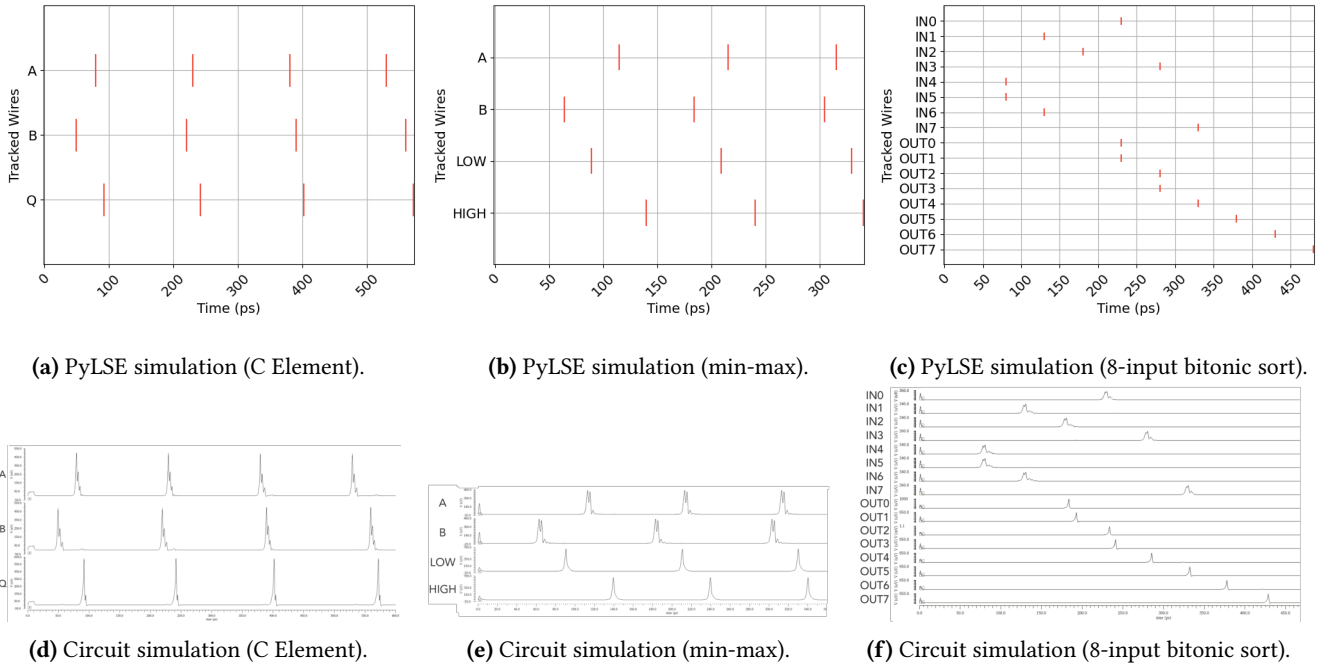 A
B
Q
Tracked Wires
0
100
200
300
400
500
Time (ps)
A
B
LOW
HIGH
Tracked Wires
0
50
100
150
200
250
300
Time (ps)
IN0
IN1
IN2
IN3
IN4
IN5
IN6
IN7
OUT0
OUT1
OUT2
OUT3
OUT4
OUT5
OUT6
OUT7
Tracked Wires
0
50
100
150
200
250
300
350
400
450
Time (ps)
(a) PyLSE simulation (C Element).
(b) PyLSE simulation (min-max).
(c) PyLSE simulation (8-input bitonic sort).
A
B
Q
A
B
LOW
HIGH
IN0
IN1
IN2
IN3
IN4
IN5
IN6
IN7
OUT0
OUT1
OUT2
OUT3
OUT4
OUT5
OUT6
OUT7
(d) Circuit simulation (C Element).
(e) Circuit simulation (min-max).
(f) Circuit simulation (8-input bitonic sort).